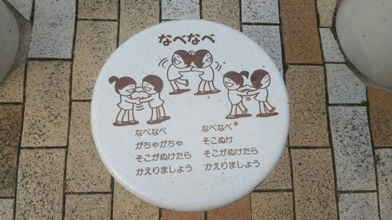 なべなべ
なべなべ
がちゃがちゃ
そこがぬけたら
かえりましょう
なべなべ
そこぬけ
そこがぬけたら
かえりましょう